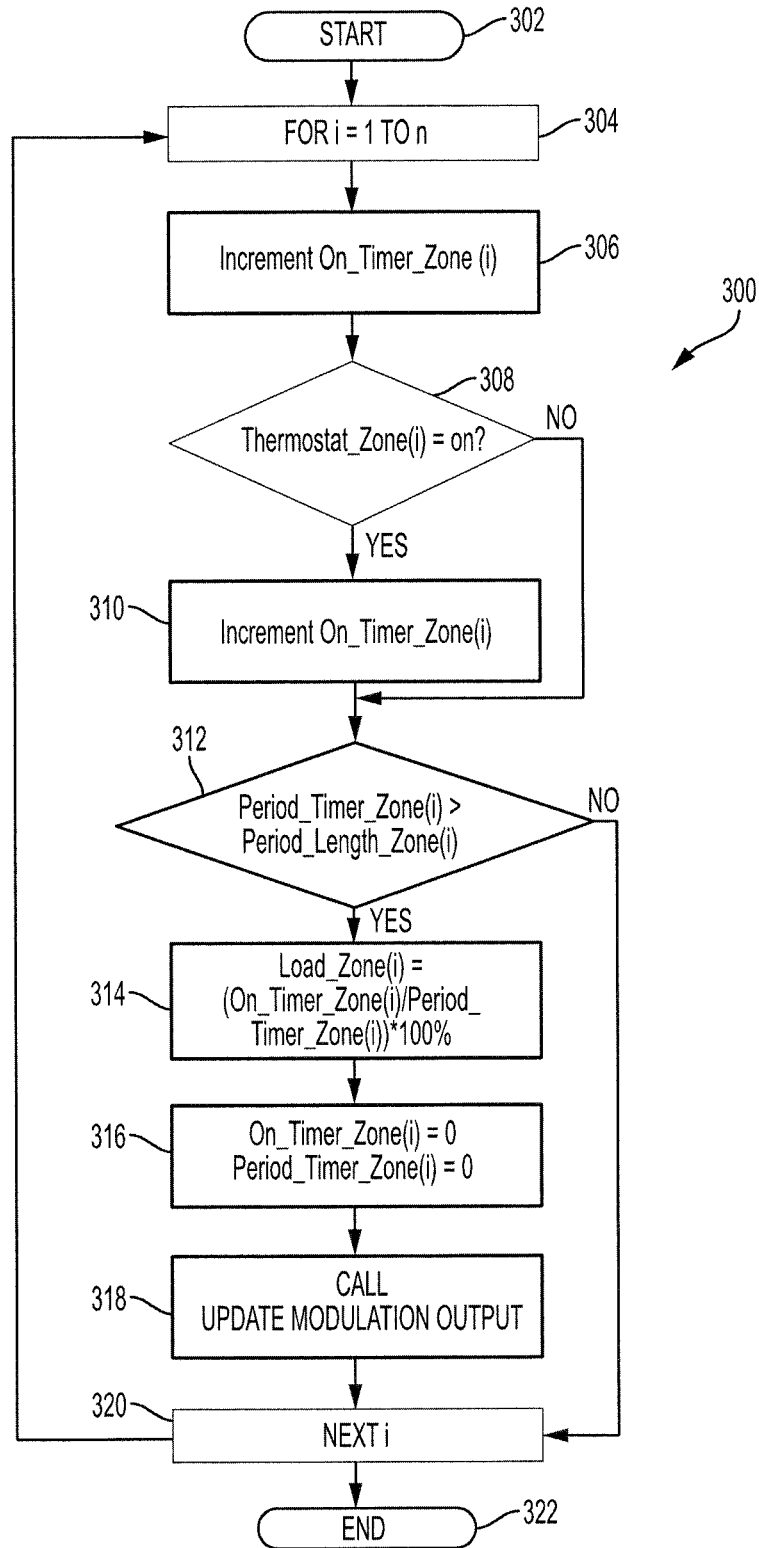 START
302
FOR i = 1 TO n
304
Increment On_Timer_Zone (i)
306
300
308
Thermostat_Zone(i) = on?
NO
YES
310
Increment On_Timer_Zone(i)
312
Period_Timer_Zone(i) >
Period_Length_Zone(i)
NO
YES
314
Load_Zone(i) =
(On_Timer_Zone(i)/Period_
Timer_Zone(i))*100%
316
On_Timer_Zone(i) = 0
Period_Timer_Zone(i) = 0
318
CALL
UPDATE MODULATION OUTPUT
320
NEXT i
END
322